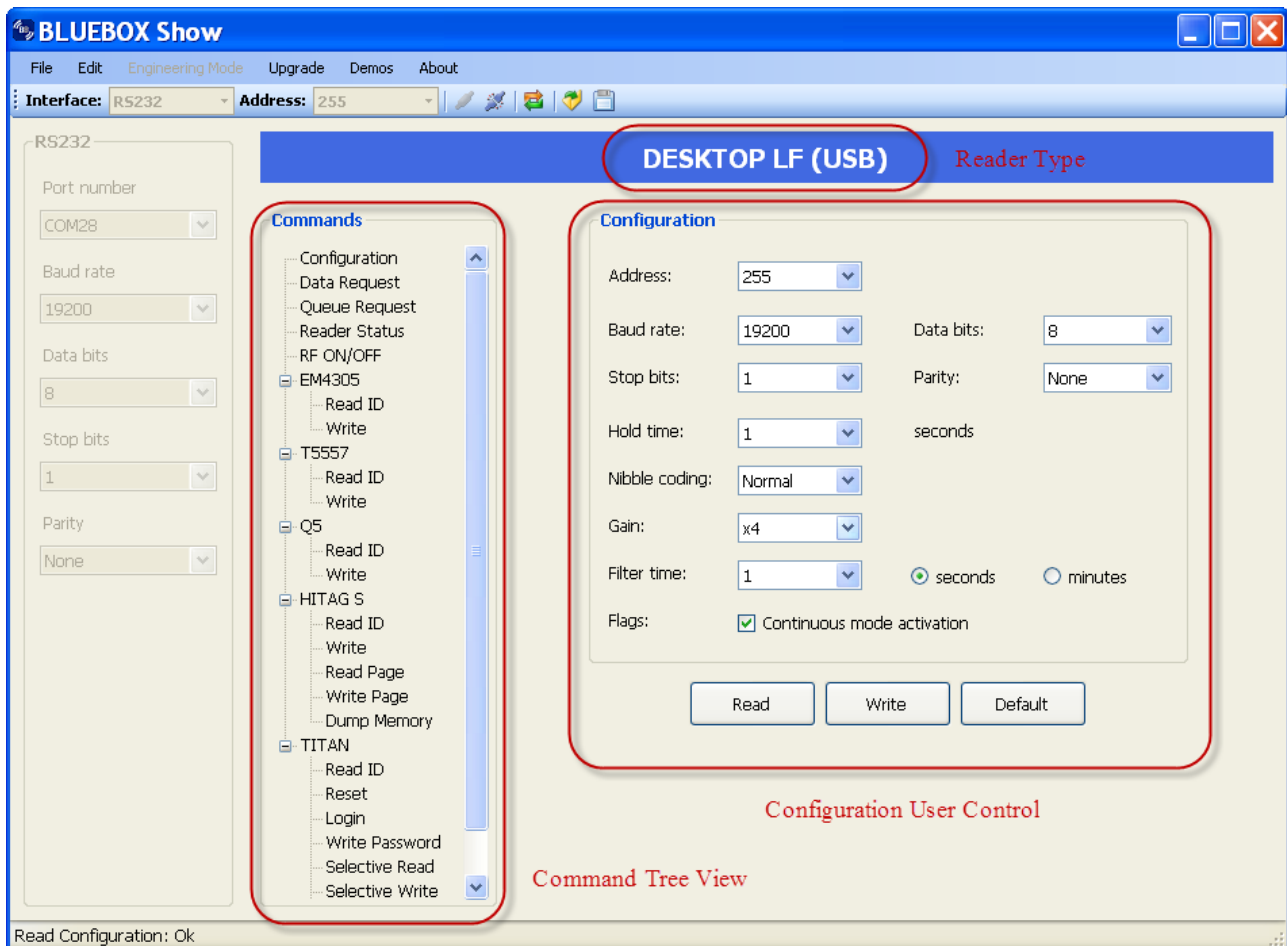 BLUEBOX Show
File Edit Engineering Mode Upgrade Demos About
Interface: RS232 Address: 255
DESKTOP LF (USB) Reader Type
RS232
Port number
COM28
Baud rate
19200
Data bits
8
Stop bits
1
Parity
None
Commands
Configuration
Data Request
Queue Request
Reader Status
RF ON/OFF
EM4305
Read ID
Write
T5557
Read ID
Write
Q5
Read ID
Write
HITAG S
Read ID
Write
Read Page
Write Page
Dump Memory
TITAN
Read ID
Reset
Login
Write Password
Selective Read
Selective Write
Command Tree View
Configuration
Address: 255
Baud rate: 19200 Data bits: 8
Stop bits: 1 Parity: None
Hold time: 1 seconds
Nibble coding: Normal
Gain: x4
Filter time: 1 seconds minutes
Flags: Continuous mode activation
Read Write Default
Configuration User Control
Read Configuration: Ok